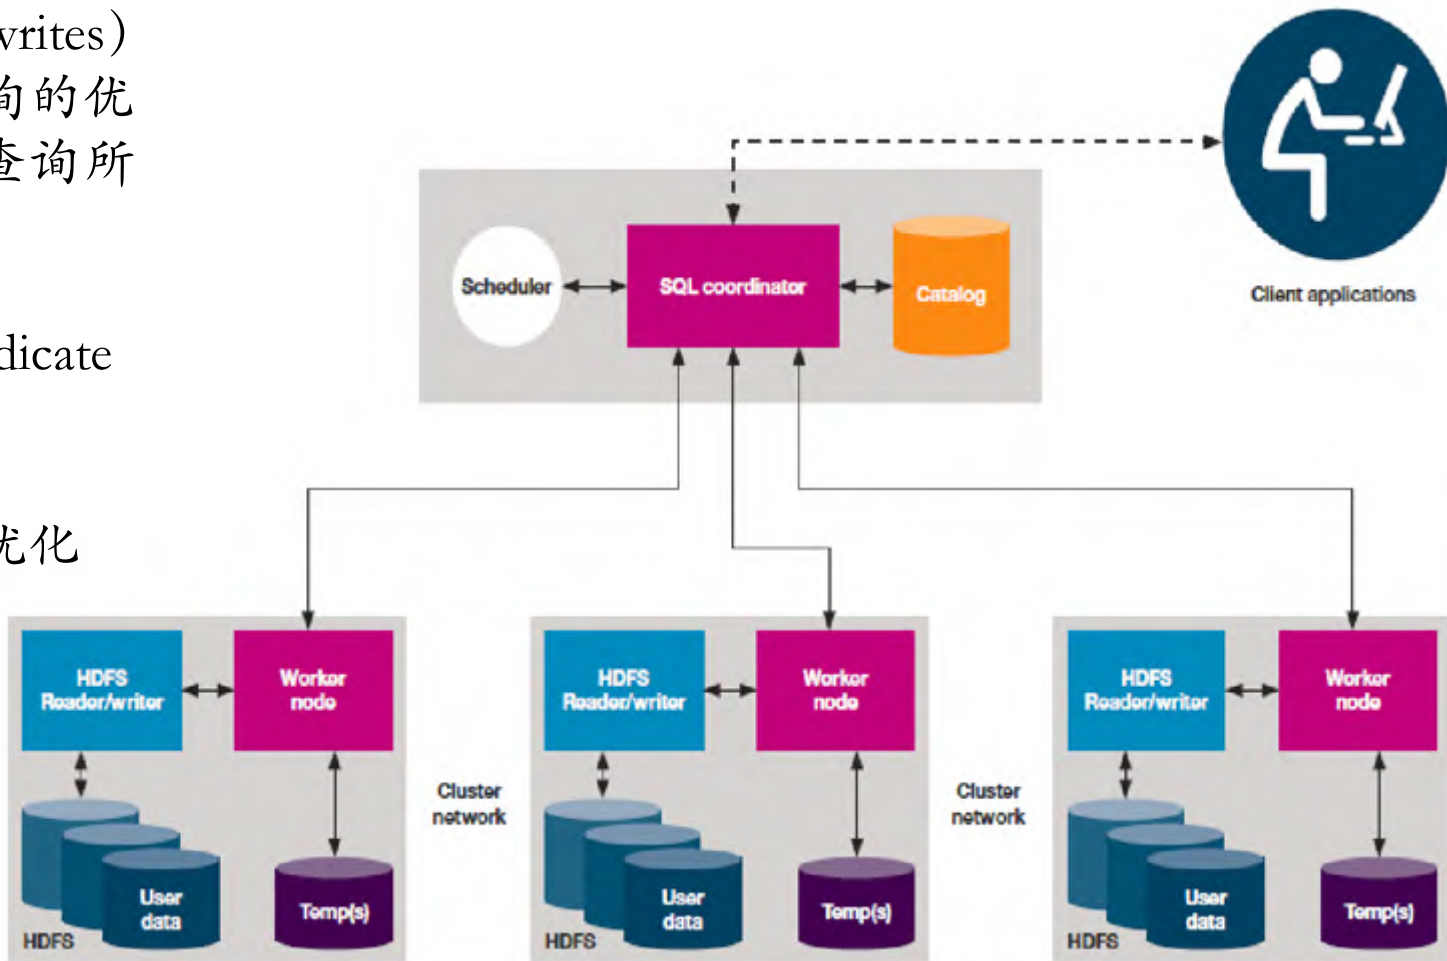 writes)
询的优
查询所
dicate
优化
Scheduler
SQL coordinator
Catalog
Client applications
HDFS
Reader/writer
Worker
node
Cluster
network
HDFS
Reader/writer
Worker
node
Cluster
network
HDFS
Reader/writer
Worker
node
User
data
Temp(s)
HDFS
User
data
Temp(s)
HDFS
User
data
Temp(s)
HDFS